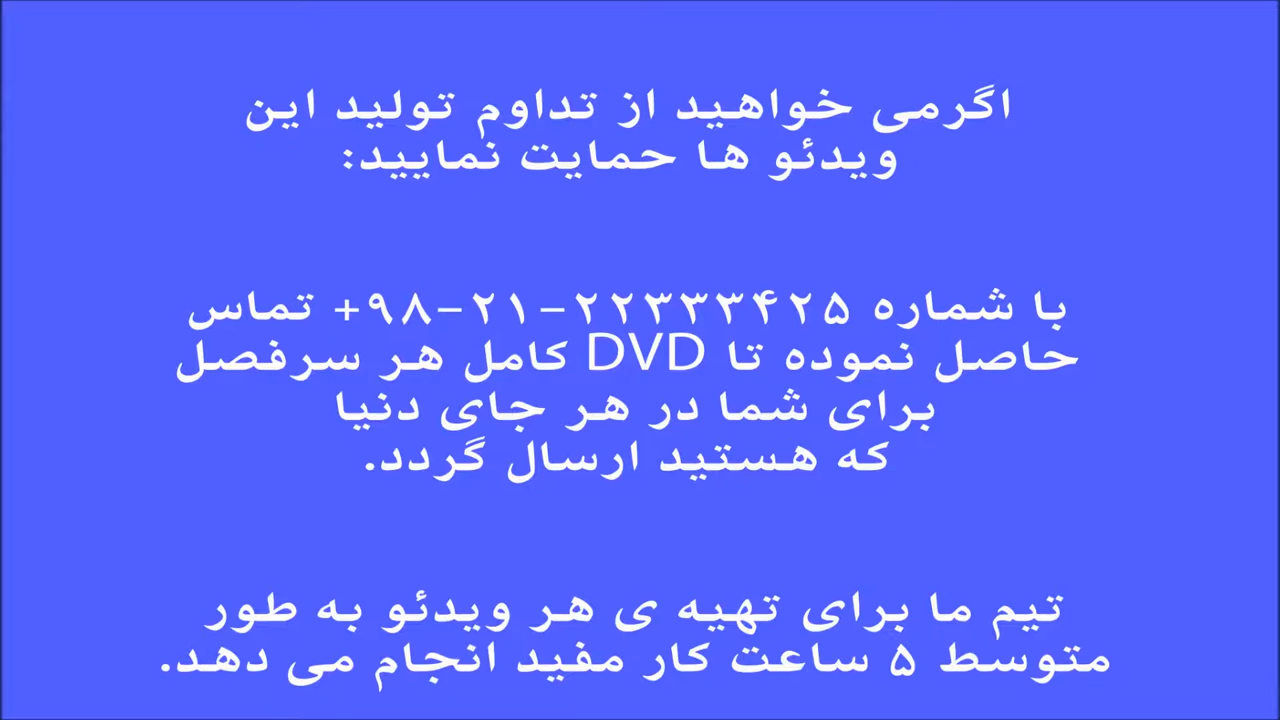 اگرمی خواهید از تداوم تولید این
ویدئو ها حمایت نمایید:
با شماره ۲۲۳۳۳۴۲۵-۲۱-۹۸+ تماس
حاصل نموده تا DVD کامل هر سرفصل
برای شما در هر جای دنیا
که هستید ارسال گردد.
تیم ما برای تهیه ی هر ویدئو به طور
متوسط ۵ ساعت کار مفید انجام می دهد.